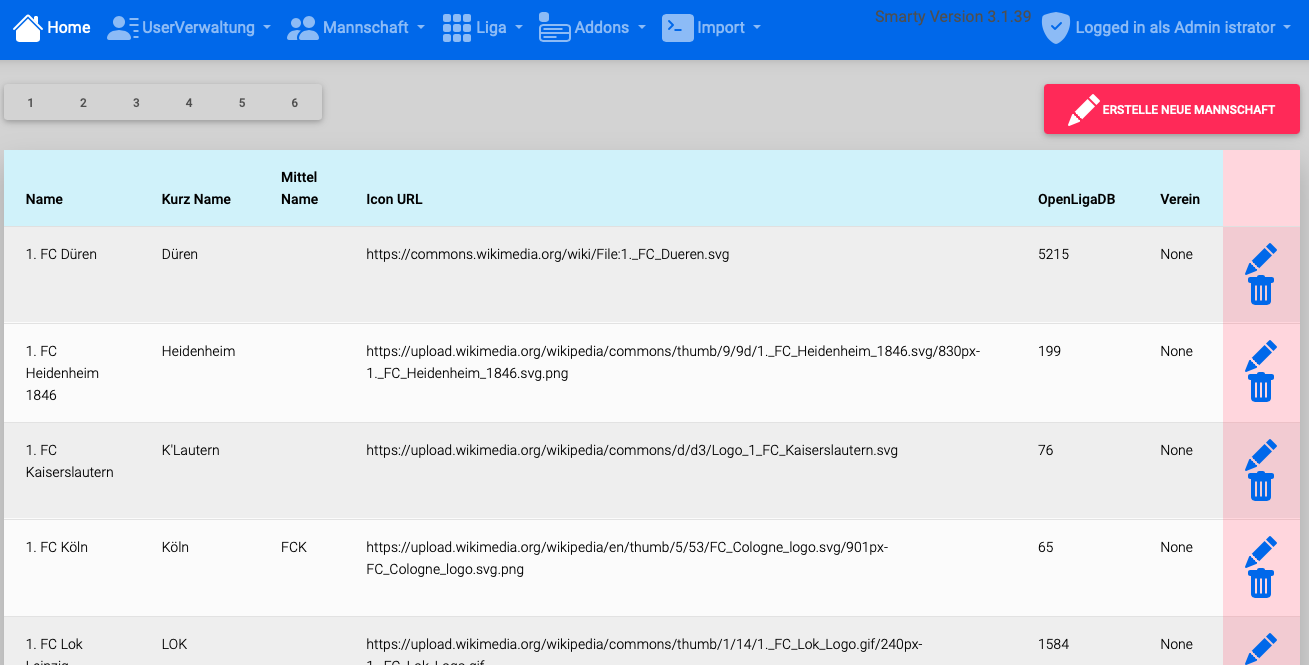 Home UserVerwaltung Mannschaft Liga Addons Import Smarty Version 3.1.39 Logged in als Admin istrator
1 2 3 4 5 6
ERSTELLE NEUE MANNSCHAFT
Mittel
Name Kurz Name Name Icon URL OpenLigaDB Verein
1. FC Düren Düren https://commons.wikimedia.org/wiki/File:1._FC_Dueren.svg 5215 None
1. FC Heidenheim https://upload.wikimedia.org/wikipedia/commons/thumb/9/9d/1._FC_Heidenheim_1846.svg/830px- 199 None
Heidenheim 1._FC_Heidenheim_1846.svg.png
1846
1. FC K'Lautern https://upload.wikimedia.org/wikipedia/commons/d/d3/Logo_1_FC_Kaiserslautern.svg 76 None
Kaiserslautern
1. FC Köln Köln FCK https://upload.wikimedia.org/wikipedia/en/thumb/5/53/FC_Cologne_logo.svg/901px- 65 None
FC_Cologne_logo.svg.png
1. FC Lok LOK https://upload.wikimedia.org/wikipedia/commons/thumb/1/14/1._FC_Lok_Logo.gif/240px- 1584 None
Leipzig 1._FC_Lok_Logo.gif